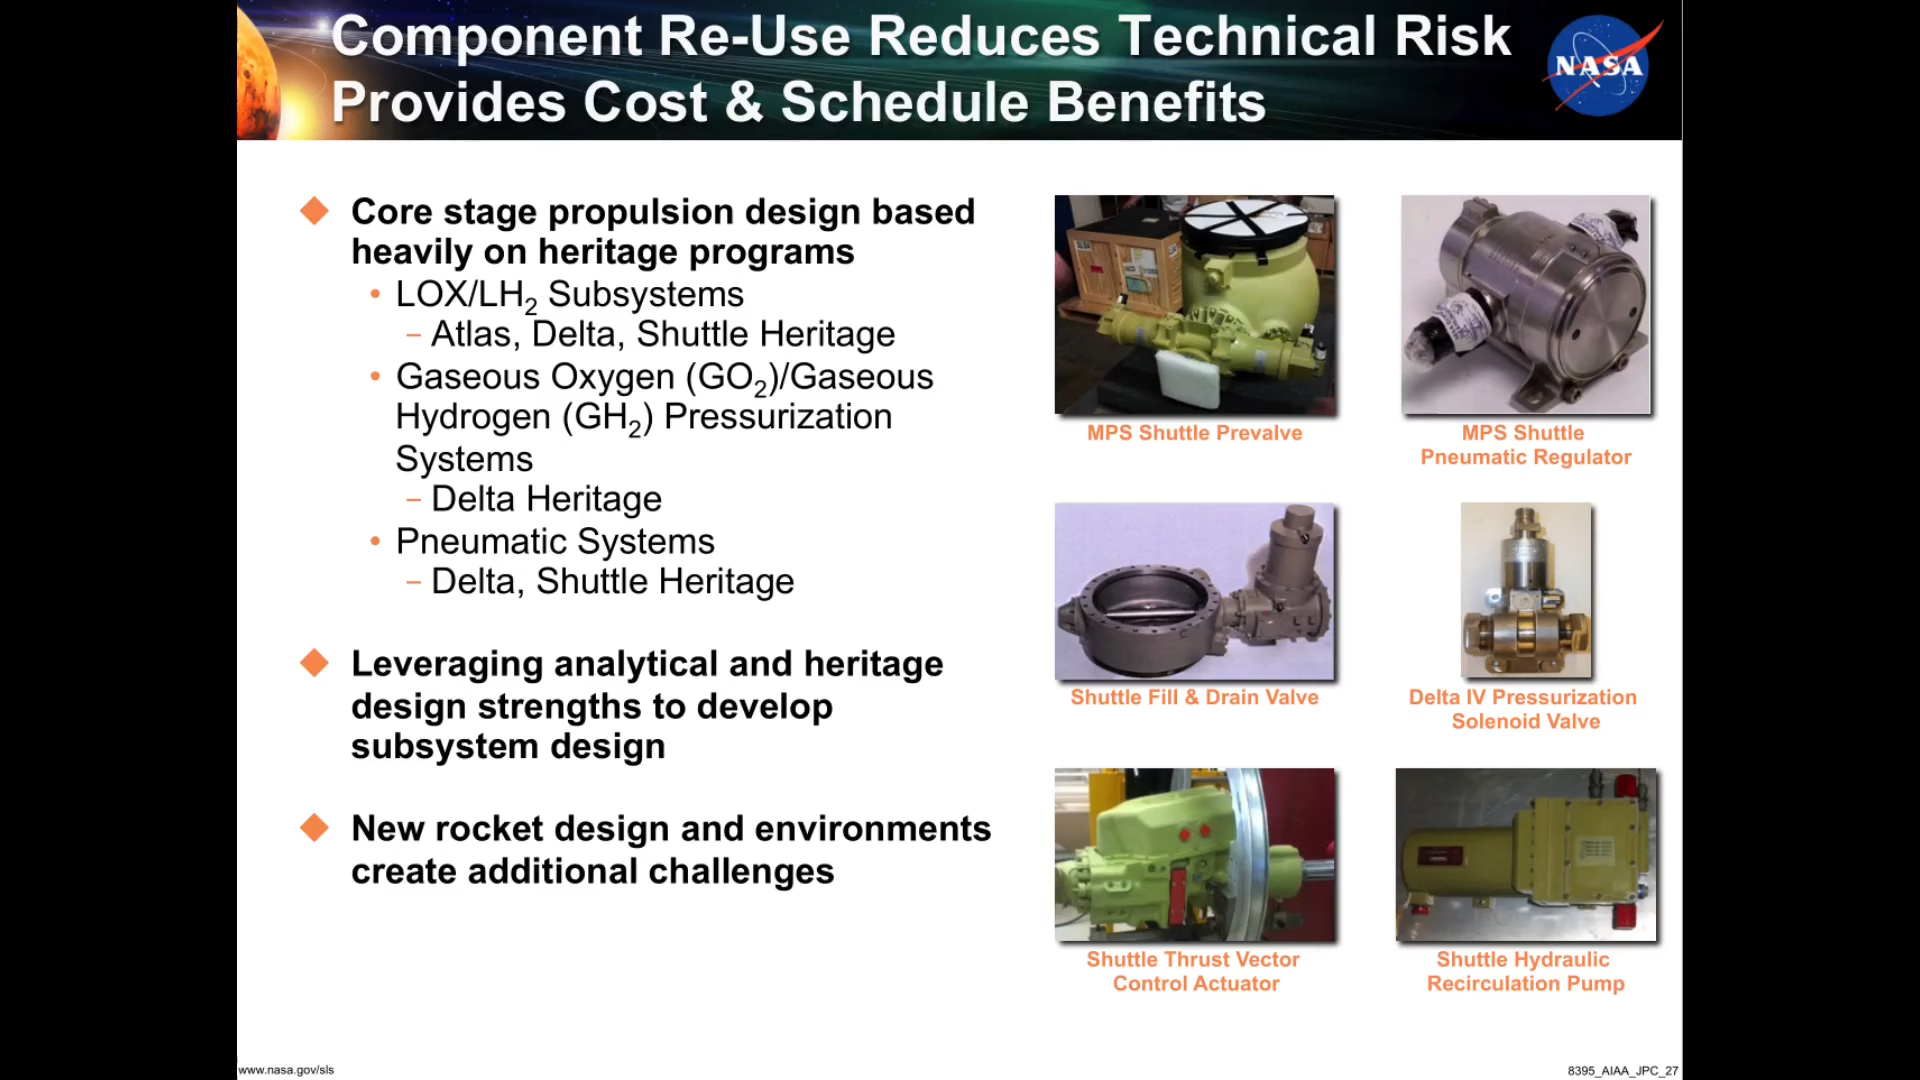 Component Re-Use Reduces Technical Risk
Provides Cost & Schedule Benefits
NASA
Core stage propulsion design based
heavily on heritage programs
• LOX/LH₂ Subsystems
– Atlas, Delta, Shuttle Heritage
• Gaseous Oxygen (GO₂)/Gaseous
Hydrogen (GH₂) Pressurization
Systems
– Delta Heritage
• Pneumatic Systems
– Delta, Shuttle Heritage
Leveraging analytical and heritage
design strengths to develop
subsystem design
New rocket design and environments
create additional challenges
MPS Shuttle Prevalve
MPS Shuttle
Pneumatic Regulator
Shuttle Fill & Drain Valve
Delta IV Pressurization
Solenoid Valve
Shuttle Thrust Vector
Control Actuator
Shuttle Hydraulic
Recirculation Pump
www.nasa.gov/sls
8395_AIAA_JPC_27